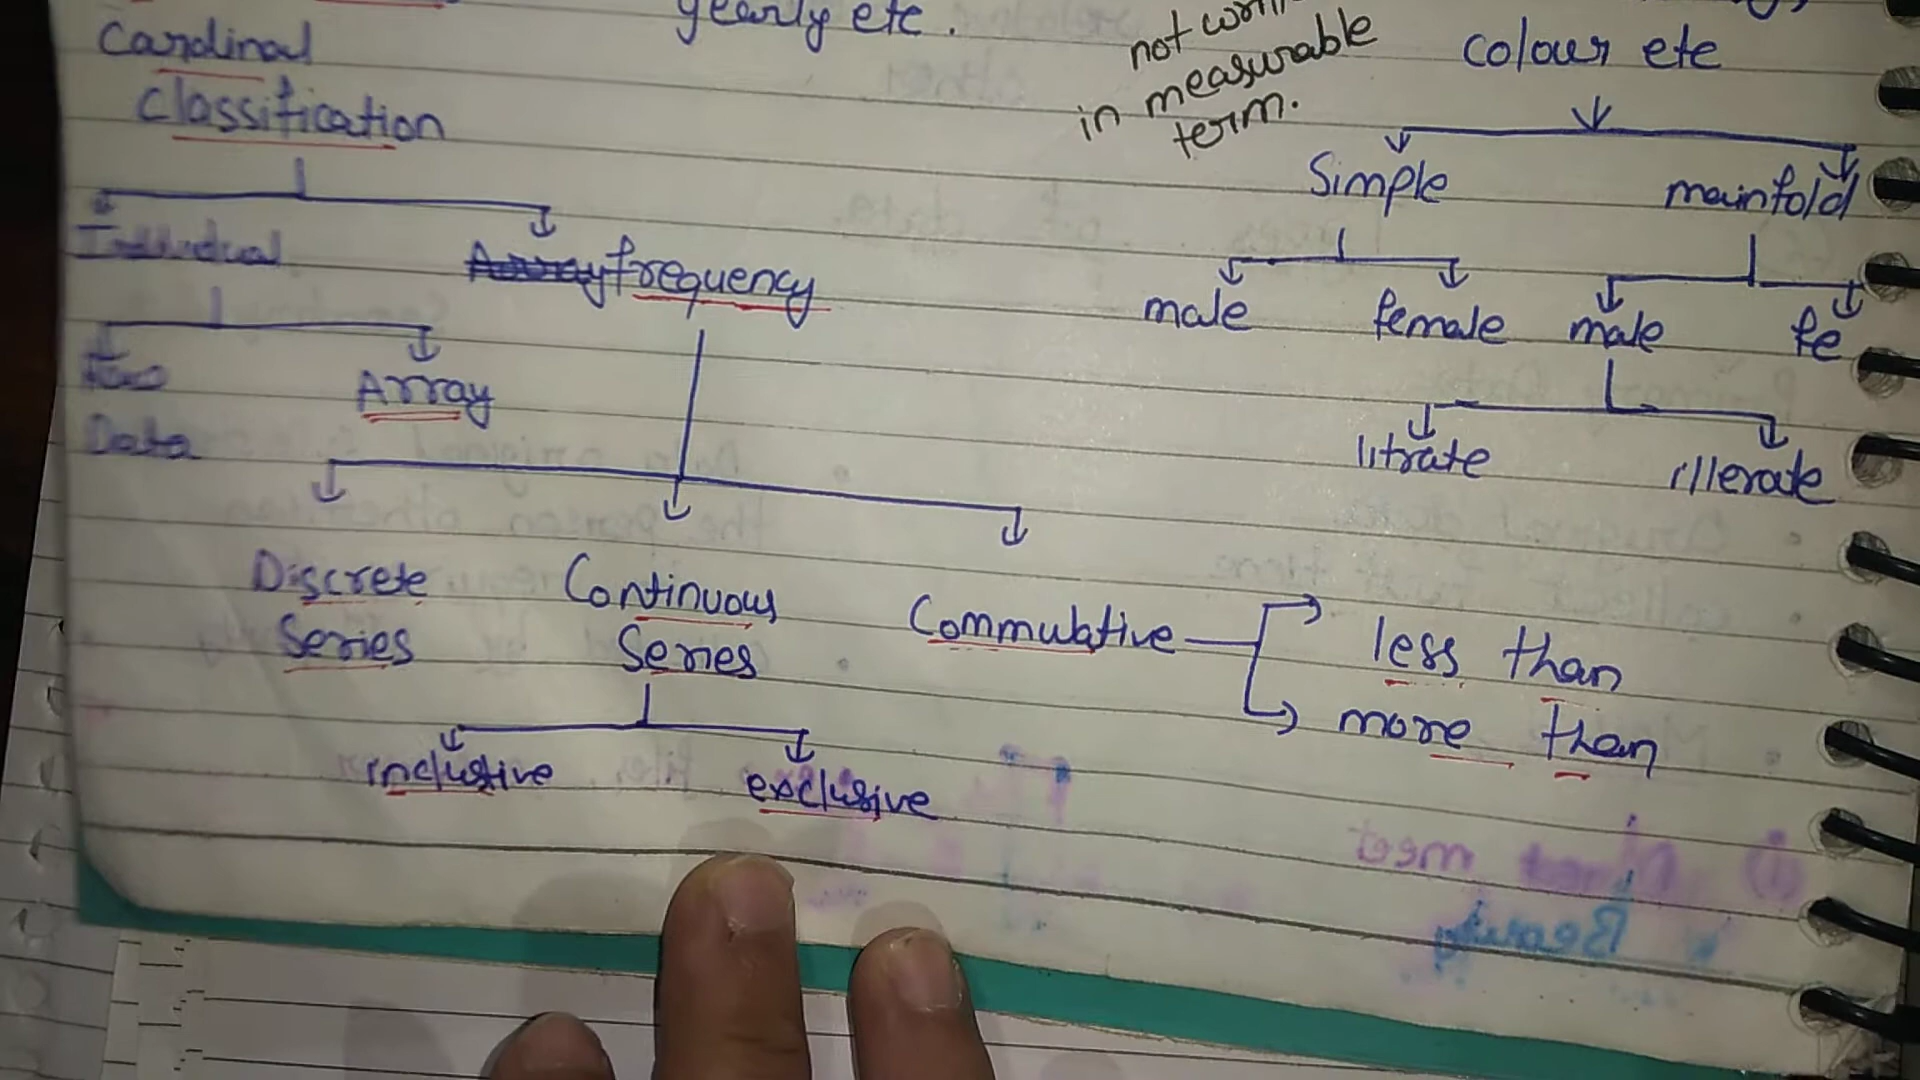 yearly etc.
Cardinal
Classification
Individual
frequency
Array
Data
Discrete
Series
Continuous
Series
inclusive
exclusive
Commulative
less than
more than
not
in measurable
term.
colour etc
Simple
mainfold
male
female
male
fe
litrate
illerate